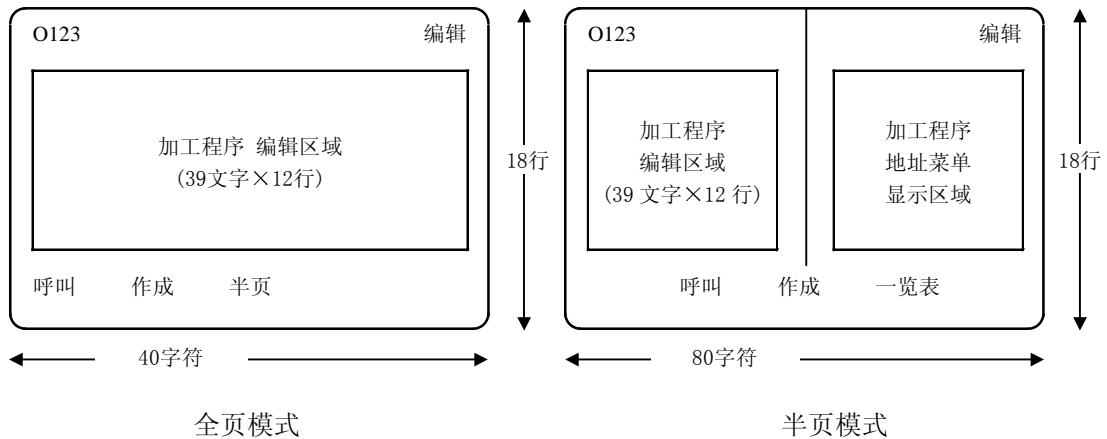 O123 编辑
加工程序 编辑区域
(39文字×12行)
呼叫 作成 半页
18行
40字符
全页模式
O123 编辑
加工程序
编辑区域
(39 文字×12 行)
加工程序
地址菜单
显示区域
呼叫 作成 一览表
18行
80字符
半页模式